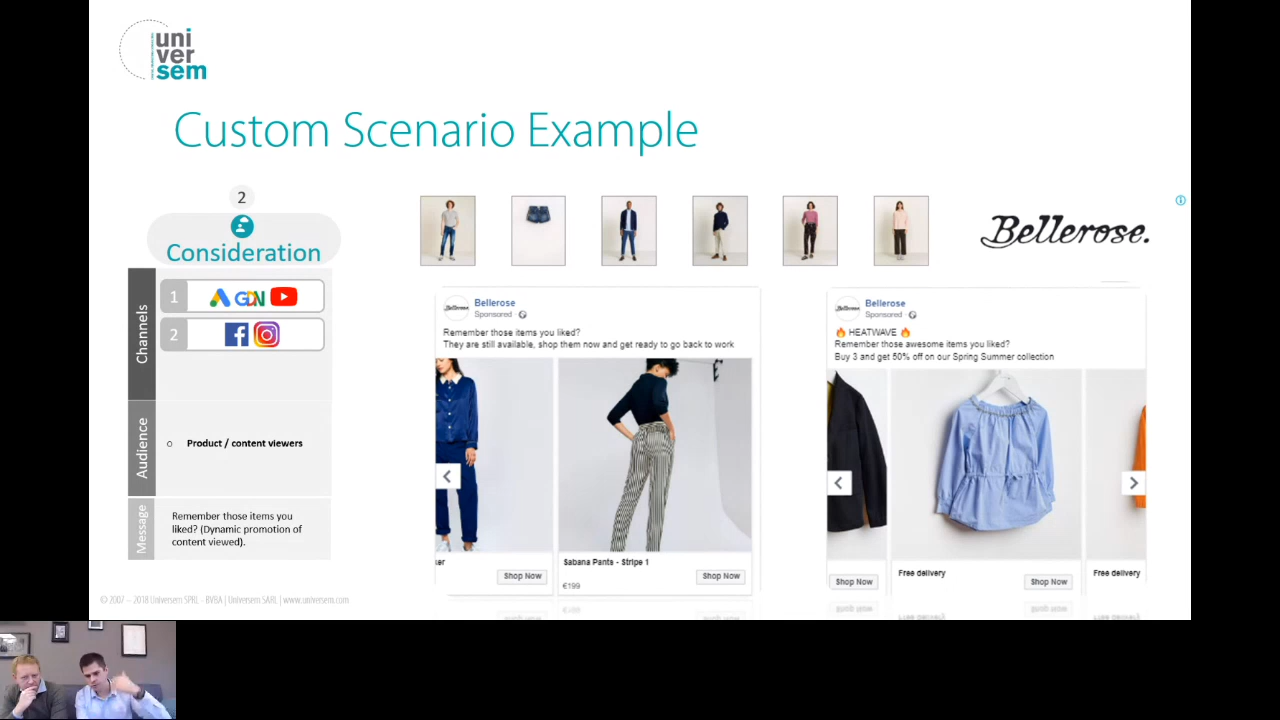 uni
ver
sem
Custom Scenario Example
2
Consideration
Channels
1
GDN
2
Audience
o Product / content viewers
Message
Remember those items you
liked? (Dynamic promotion of
content viewed).
Bellerose.
Bellerose
Sponsored ·
Remember those items you liked?
They are still available, shop them now and get ready to go back to work
er
Shop Now
Sabana Pants - Stripe 1
€199
Shop Now
Bellerose
Sponsored ·
🔥 HEATWAVE 🔥
Remember those awesome items you liked?
Buy 3 and get 50% off on our Spring Summer collection
Shop Now
Free delivery
Shop Now
Free delivery
© 2007 – 2018 Universem SPRL - BVBA | Universem SARL | www.universem.com